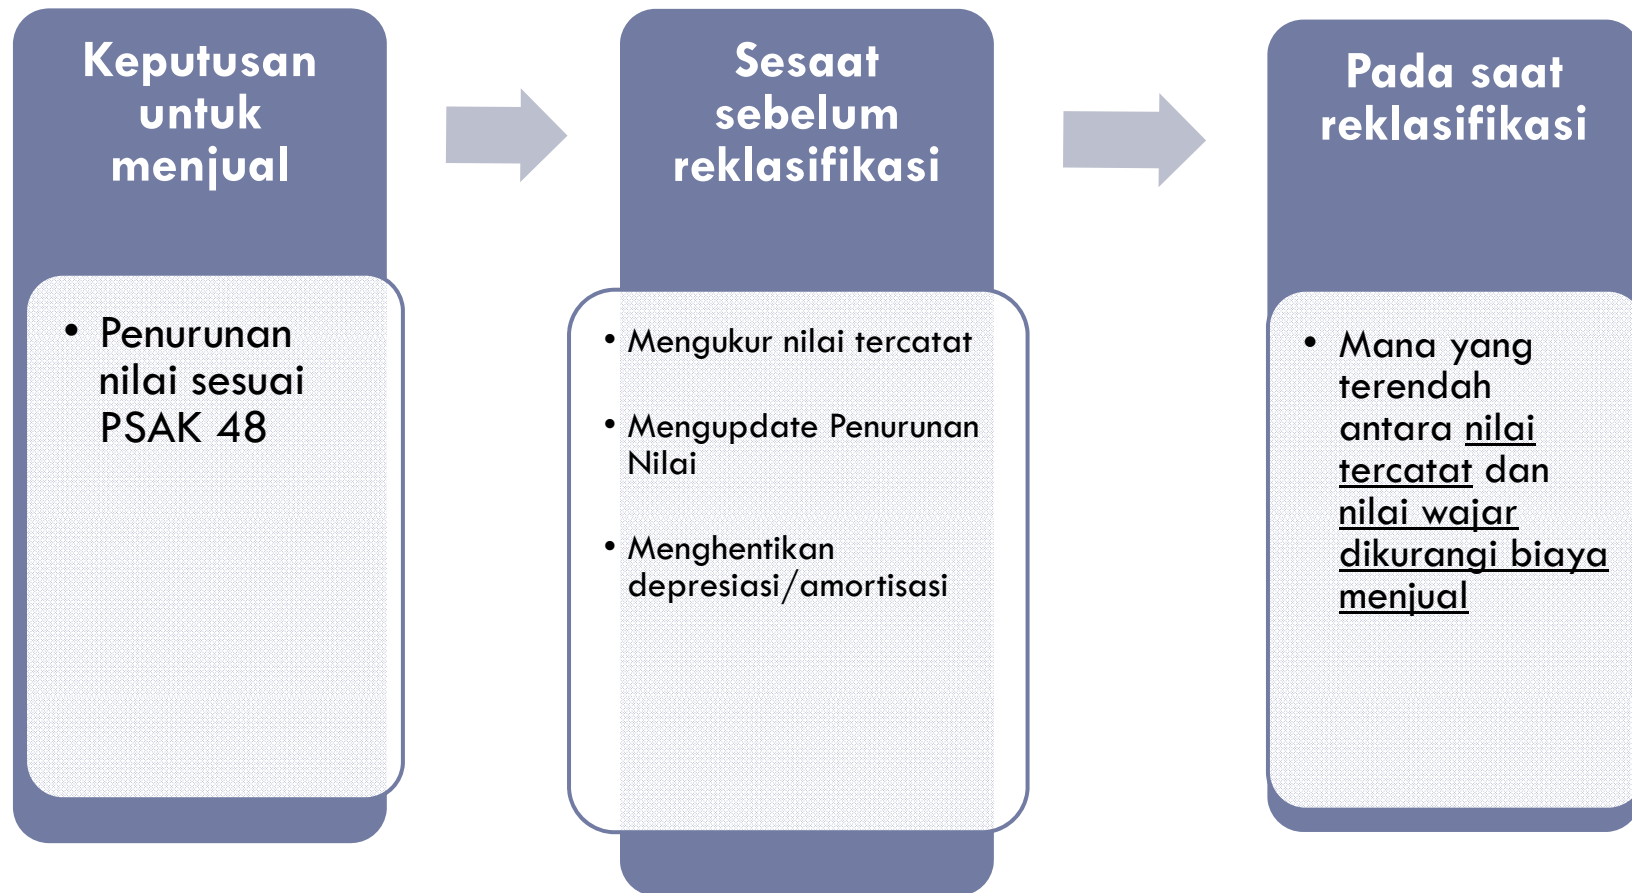 Keputusan
untuk
menjual
• Penurunan
nilai sesuai
PSAK 48
Sesaat
sebelum
reklasifikasi
• Mengukur nilai tercatat
• Mengupdate Penurunan
Nilai
• Menghentikan
depresiasi/amortisasi
Pada saat
reklasifikasi
• Mana yang
terendah
antara nilai
tercatat dan
nilai wajar
dikurangi biaya
menjual